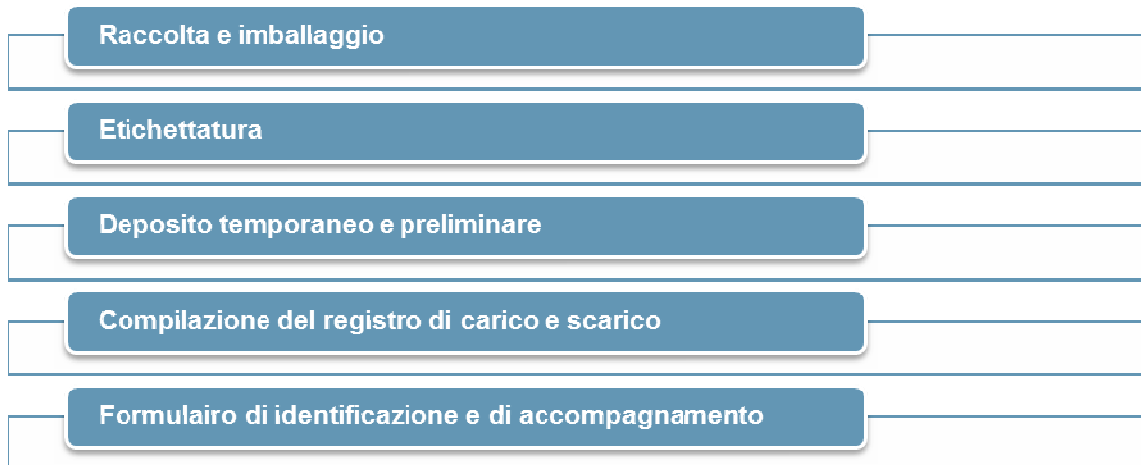 Raccolta e imballaggio
Etichettatura
Deposito temporaneo e preliminare
Compilazione del registro di carico e scarico
Formulairo di identificazione e di accompagnamento